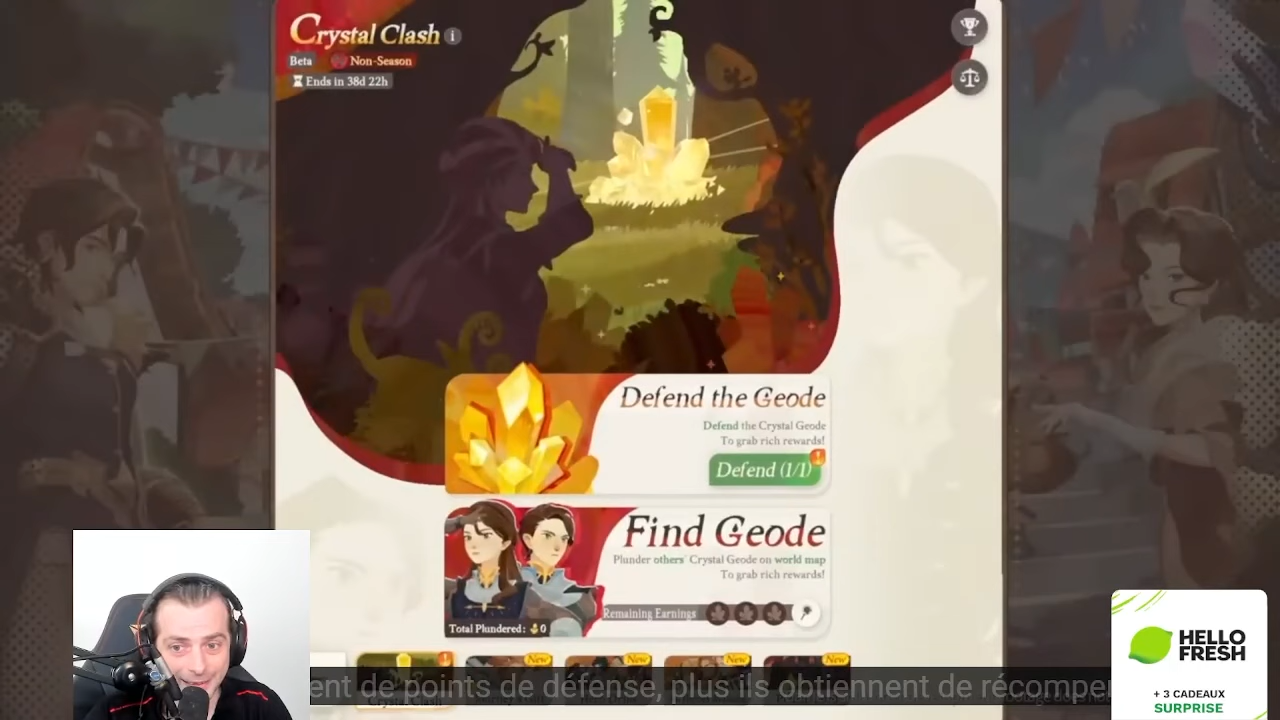 Crystal Clash
Beta
Non-Season
Ends in 38d 22h
Defend the Geode
Defend the Crystal Geode
To grab rich rewards!
Defend (1/1)
Find Geode
Plunder others' Crystal Geode on world map
To grab rich rewards!
Remaining Earnings
Total Plundered: 0
New
New
New
New
ent de points de défense, plus ils obtiennent de récompen
HELLO
FRESH
+ 3 CADEAUX
SURPRISE